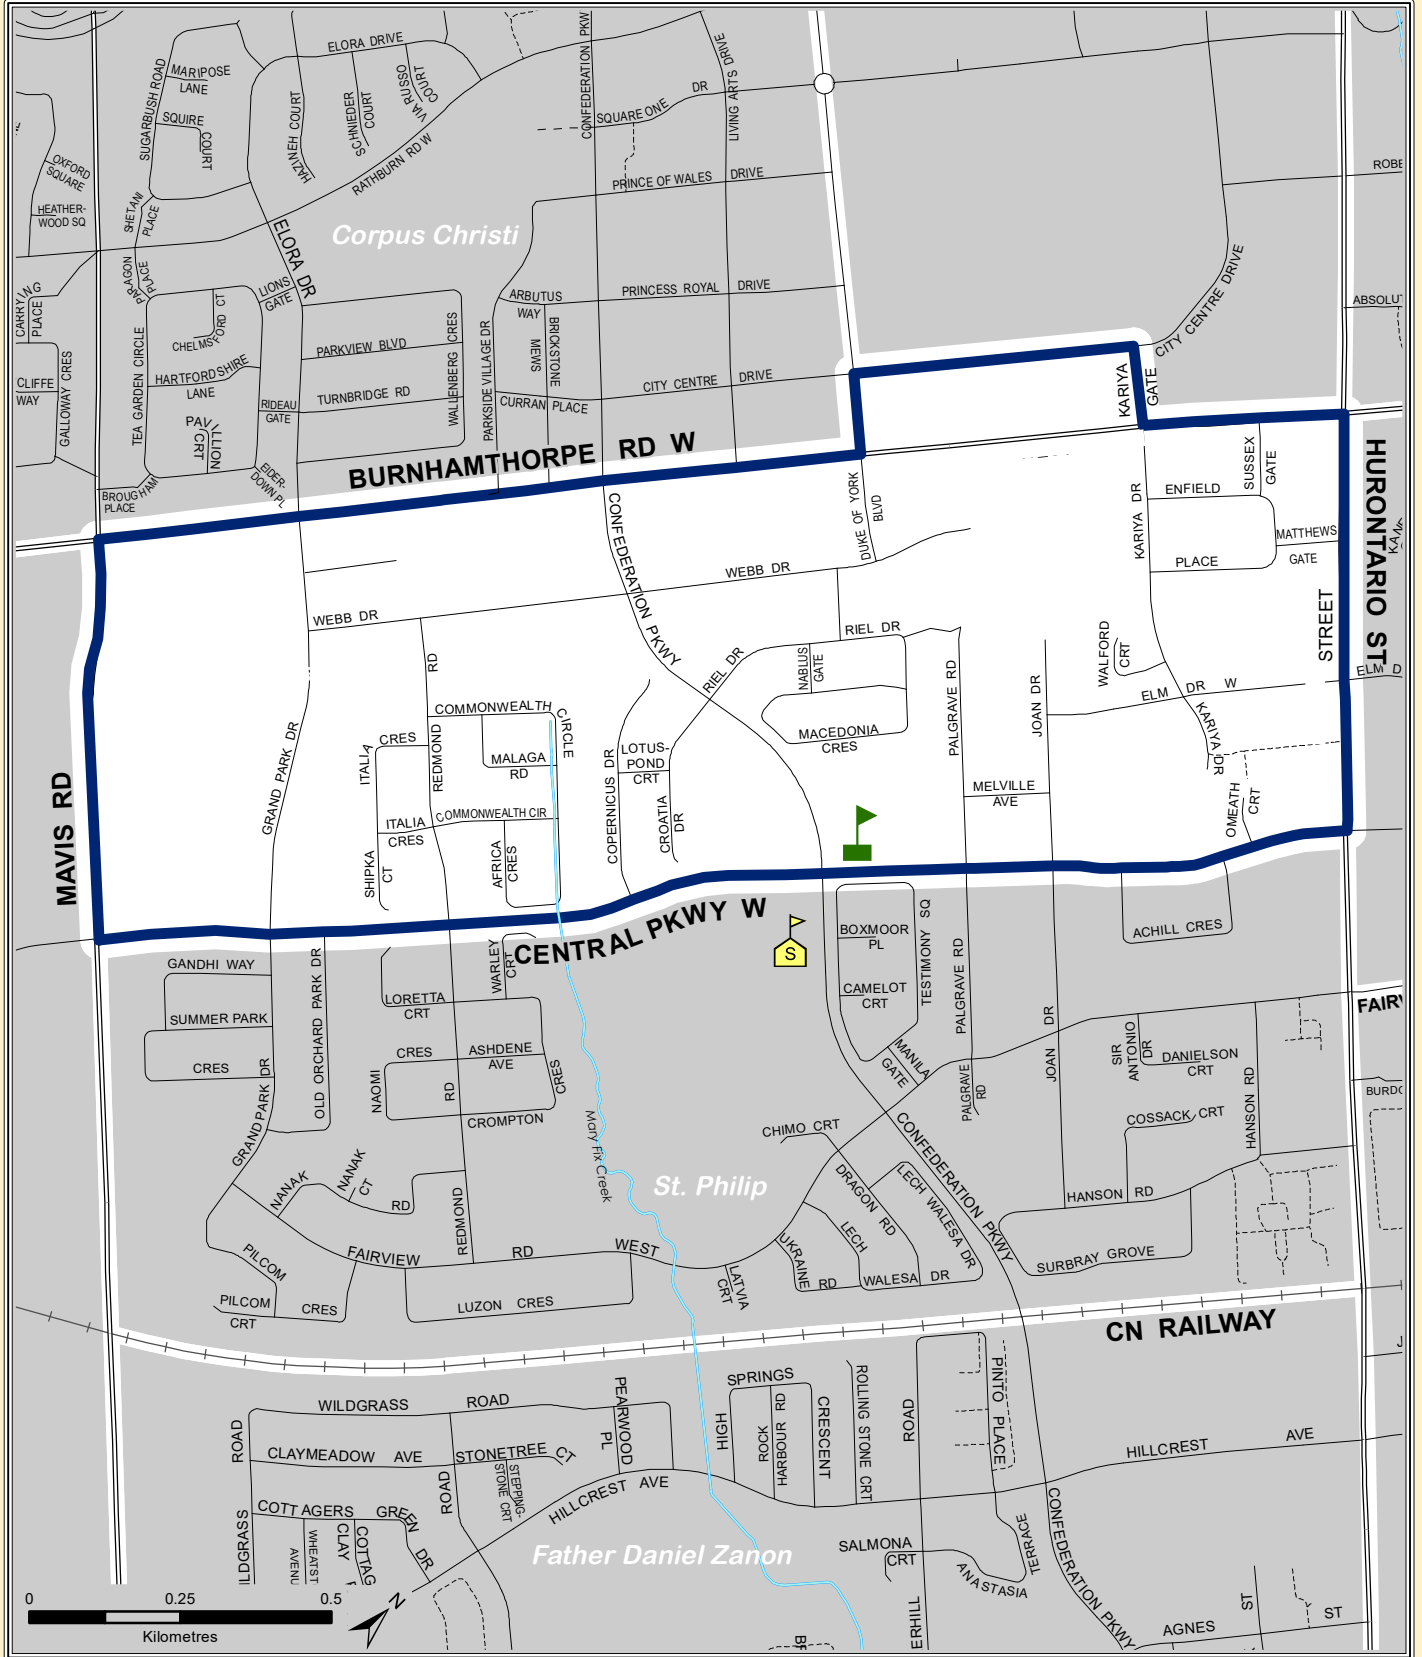 ELORA DRIVE
CONFEDERATION PKW
LIVING ARTS DRIVE
SUGARBUSH ROAD
MARIPOSE
LANE
SQUIRE
COURT
HAZINEH COURT
SCHNIEDER
COURT
VIA RUSSO
COURT
SQUARE ONE DR
RATHBURN RD W
OXFORD
SQUARE
HEATHER-
WOOD SQ
SHETANI
PLACE
PRINCE OF WALES DRIVE
ROBE
Corpus Christi
ELORA DR
PARAGON
PLACE
LIONS
GATE
CARRYING
PLACE
CHELMSFORD CT
ARBUTUS
WAY
PRINCESS ROYAL DRIVE
CITY CENTRE DRIVE
ABSOLUT
TEA GARDEN CIRCLE
PARKVIEW BLVD
WALLENBERG CRES
PARKSIDE VILLAGE DR
BRICKSTONE
MEWS
CLIFFE
WAY
GALLOWAY CRES
HARTFORDSHIRE
LANE
RIDEAU
GATE
TURNBRIDGE RD
CURRAN PLACE
CITY CENTRE DRIVE
KARIYA
GATE
PAVILLION
CRT
EIDER-
DOWN PL
BROUGHAM
PLACE
BURNHAMTHORPE RD W
DUKE OF YORK
BLVD
KARIYA DR
ENFIELD
PLACE
SUSSEX
GATE
MATTHEWS
GATE
HURONTARIO ST
STREET
KANE
CONFEDERATION PKWY
WEBB DR
WEBB DR
RIEL DR
RIEL DR
NABLUS
GATE
MACEDONIA
CRES
PALGRAVE RD
JOAN DR
WALFORD
CRT
ELM DR W
ELM D
KARIYA DR
MELVILLE
AVE
OMEATH
CRT
MAVIS RD
GRAND PARK DR
RD
REDMOND
COMMONWEALTH
CIRCLE
ITALIA
CRES
MALAGA
RD
ITALIA
CRES
COMMONWEALTH CIR
SHIPKA
CT
AFRICA
CRES
COPERNICUS DR
LOTUS-
POND
CRT
CROATIA
DR
CENTRAL PKWY W
S
BOXMOOR
PL
CAMELOT
CRT
TESTIMONY SQ
PALGRAVE RD
ACHILL CRES
GANDHI WAY
SUMMER PARK
CRES
OLD ORCHARD PARK DR
GRAND PARK DR
WARLEY
CRT
LORETTA
CRT
CRES
ASHDENE
AVE
NAOMI
RD
CRES
CROMPTON
MANILA
GATE
PALGRAVE
RD
JOAN DR
SIR
ANTONIO
DR
DANIELSON
CRT
COSSACK CRT
HANSON RD
HANSON RD
FAIRV
BURDO
Mary Fix Creek
St. Philip
CHIMO CRT
DRAGON RD
CONFEDERATION PKWY
LECH WALESA DR
LECH
WALESA DR
UKRAINE
RD
LATVIA
CRT
SURBRAY GROVE
NANAK
NANAK
CT
RD
REDMOND
FAIRVIEW RD WEST
PILCOM
CRES
PILCOM
CRT
LUZON CRES
CN RAILWAY
WILDGRASS ROAD
ROAD
CLAYMEADOW AVE
STONETREE CT
STEPPING-
STONE CRT
PEARWOOD
PL
HILLCREST AVE
HIGH
SPRINGS
CRESCENT
ROCK
HARBOUR RD
ROLLING STONE CRT
ROAD
PINTO PLACE
HILLCREST AVE
COTTAGERS GREEN
DR
ROAD
ILDGRASS
WHEATST
AVENU
CLAY
COTTAG
Father Daniel Zanon
SALMONA
CRT
ANASTASIA
TERRACE
CONFEDERATION PKWY
ERHILL
AGNES ST
ST
0 0.25 0.5
Kilometres
N